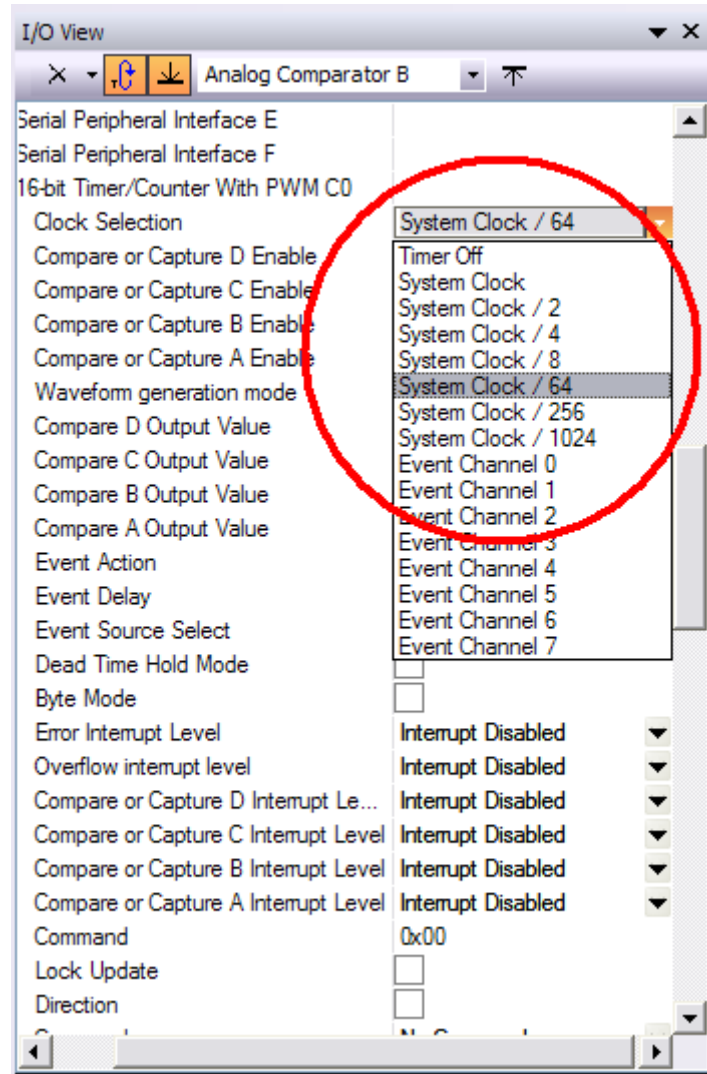 I/O View
Analog Comparator B
Serial Peripheral Interface E
Serial Peripheral Interface F
16-bit Timer/Counter With PWM C0
Clock Selection System Clock / 64
Compare or Capture D Enable Timer Off
System Clock
Compare or Capture C Enable System Clock / 2
Compare or Capture B Enable System Clock / 4
Compare or Capture A Enable System Clock / 8
Waveform generation mode System Clock / 64
System Clock / 256
Compare D Output Value System Clock / 1024
Compare C Output Value Event Channel 0
Compare B Output Value Event Channel 1
Event Channel 2
Compare A Output Value Event Channel 3
Event Action Event Channel 4
Event Delay Event Channel 5
Event Channel 6
Event Source Select Event Channel 7
Dead Time Hold Mode
Byte Mode
Error Interrupt Level Interrupt Disabled
Overflow interrupt level Interrupt Disabled
Compare or Capture D Interrupt Le... Interrupt Disabled
Compare or Capture C Interrupt Level Interrupt Disabled
Compare or Capture B Interrupt Level Interrupt Disabled
Compare or Capture A Interrupt Level Interrupt Disabled
Command 0x00
Lock Update
Direction